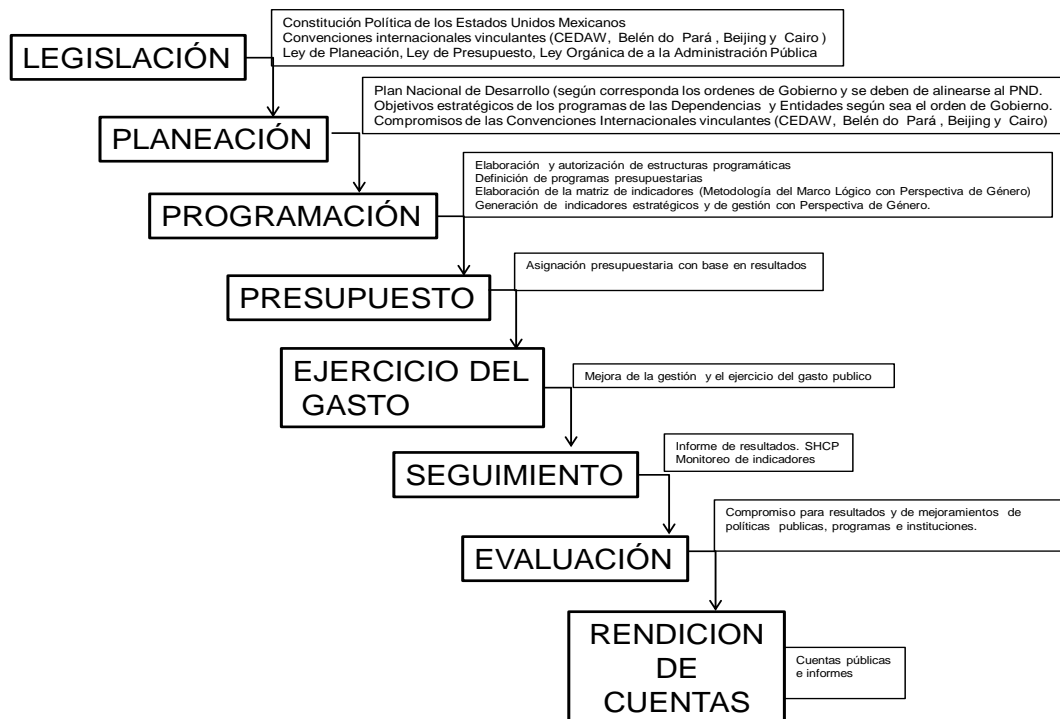 LEGISLACIÓN
Constitución Política de los Estados Unidos Mexicanos
Convenciones internacionales vinculantes (CEDAW, Belén do Pará , Beijing y Cairo )
Ley de Planeación, Ley de Presupuesto, Ley Orgánica de a la Administración Pública
PLANEACIÓN
Plan Nacional de Desarrollo (según corresponda los ordenes de Gobierno y se deben de alinearse al PND.
Objetivos estratégicos de los programas de las Dependencias y Entidades según sea el orden de Gobierno.
Compromisos de las Convenciones Internacionales vinculantes (CEDAW, Belén do Pará , Beijing y Cairo)
PROGRAMACIÓN
Elaboración y autorización de estructuras programáticas
Definición de programas presupuestarias
Elaboración de la matriz de indicadores (Metodología del Marco Lógico con Perspectiva de Género)
Generación de indicadores estratégicos y de gestión con Perspectiva de Género.
PRESUPUESTO
Asignación presupuestaria con base en resultados
EJERCICIO DEL
GASTO
Mejora de la gestión y el ejercicio del gasto publico
SEGUIMIENTO
Informe de resultados. SHCP
Monitoreo de indicadores
EVALUACIÓN
Compromiso para resultados y de mejoramientos de
políticas publicas, programas e instituciones.
RENDICION
DE
CUENTAS
Cuentas públicas
e informes